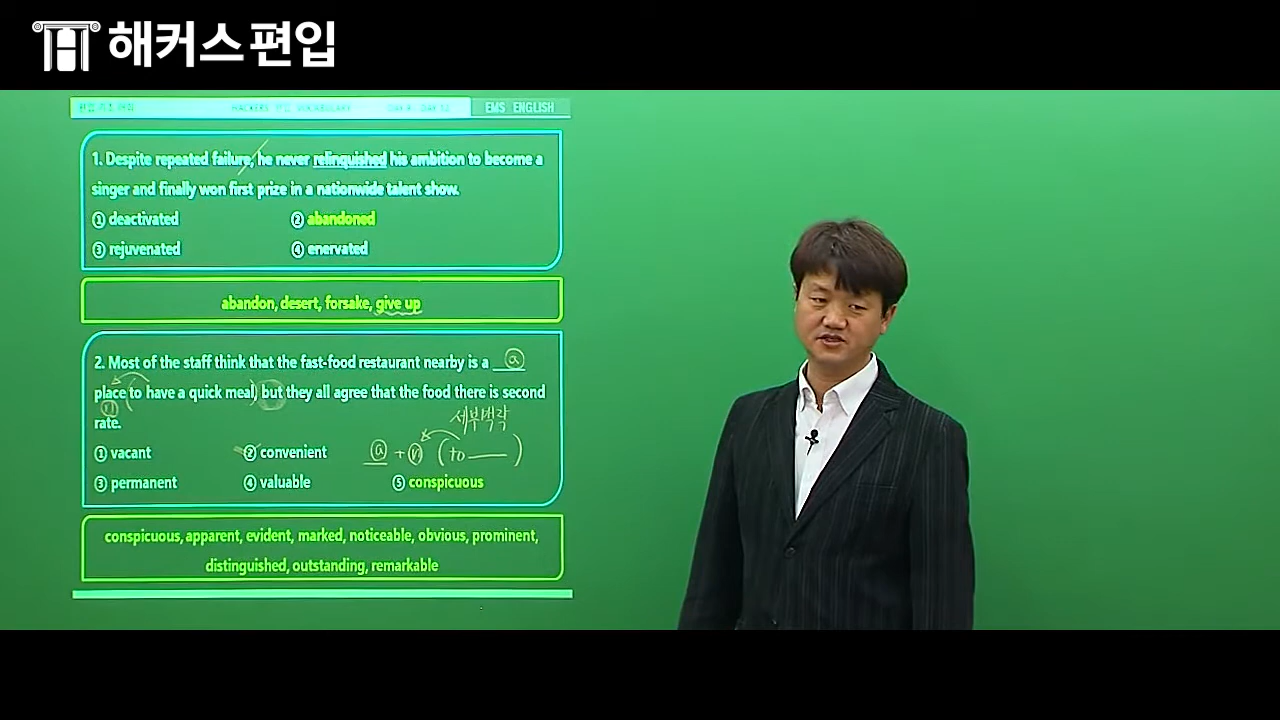 해커스편입
EMS ENGLISH
1. Despite repeated failure, he never relinquished his ambition to become a
singer and finally won first prize in a nationwide talent show.
① deactivated ② abandoned
③ rejuvenated ④ enervated
abandon, desert, forsake, give up
2. Most of the staff think that the fast-food restaurant nearby is a ⓐ
place (to have a quick meal) but they all agree that the food there is second
ⓝ
rate.
세부맥락
① vacant ② convenient ⓐ + ⓝ (to ___)
③ permanent ④ valuable ⑤ conspicuous
conspicuous, apparent, evident, marked, noticeable, obvious, prominent,
distinguished, outstanding, remarkable